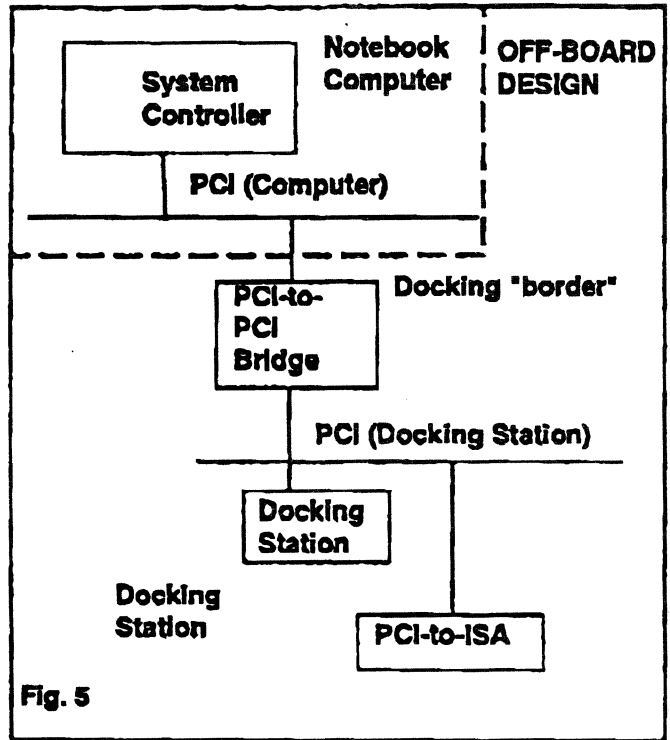 Notebook
Computer
OFF-BOARD
DESIGN
System
Controller
PCI (Computer)
Docking "border"
PCI-to-
PCI
Bridge
PCI (Docking Station)
Docking
Station
Docking
Station
PCI-to-ISA
Fig. 5